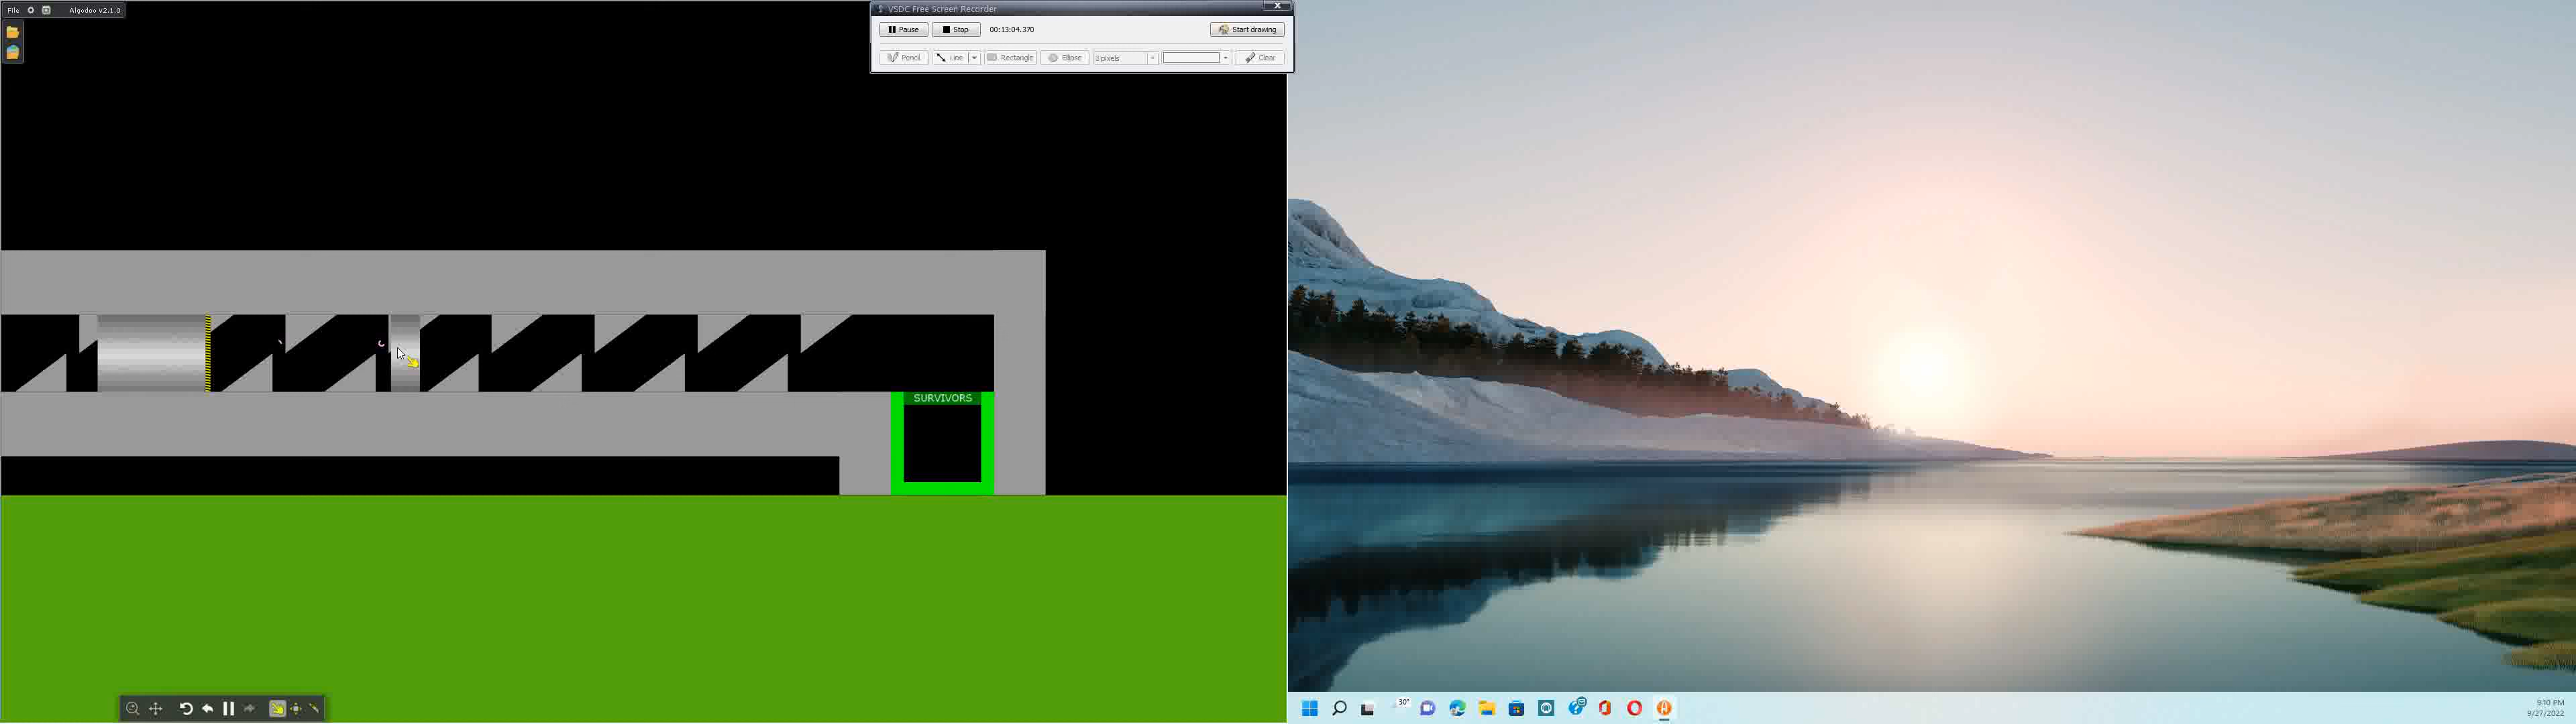 File
Algodoo v2.1.0
VSDC Free Screen Recorder
Pause
Stop
00:13:04.370
Start drawing
Pencil
Line
Rectangle
Ellipse
3 pixels
Clear
SURVIVORS
30°
9:10 PM
9/27/2022